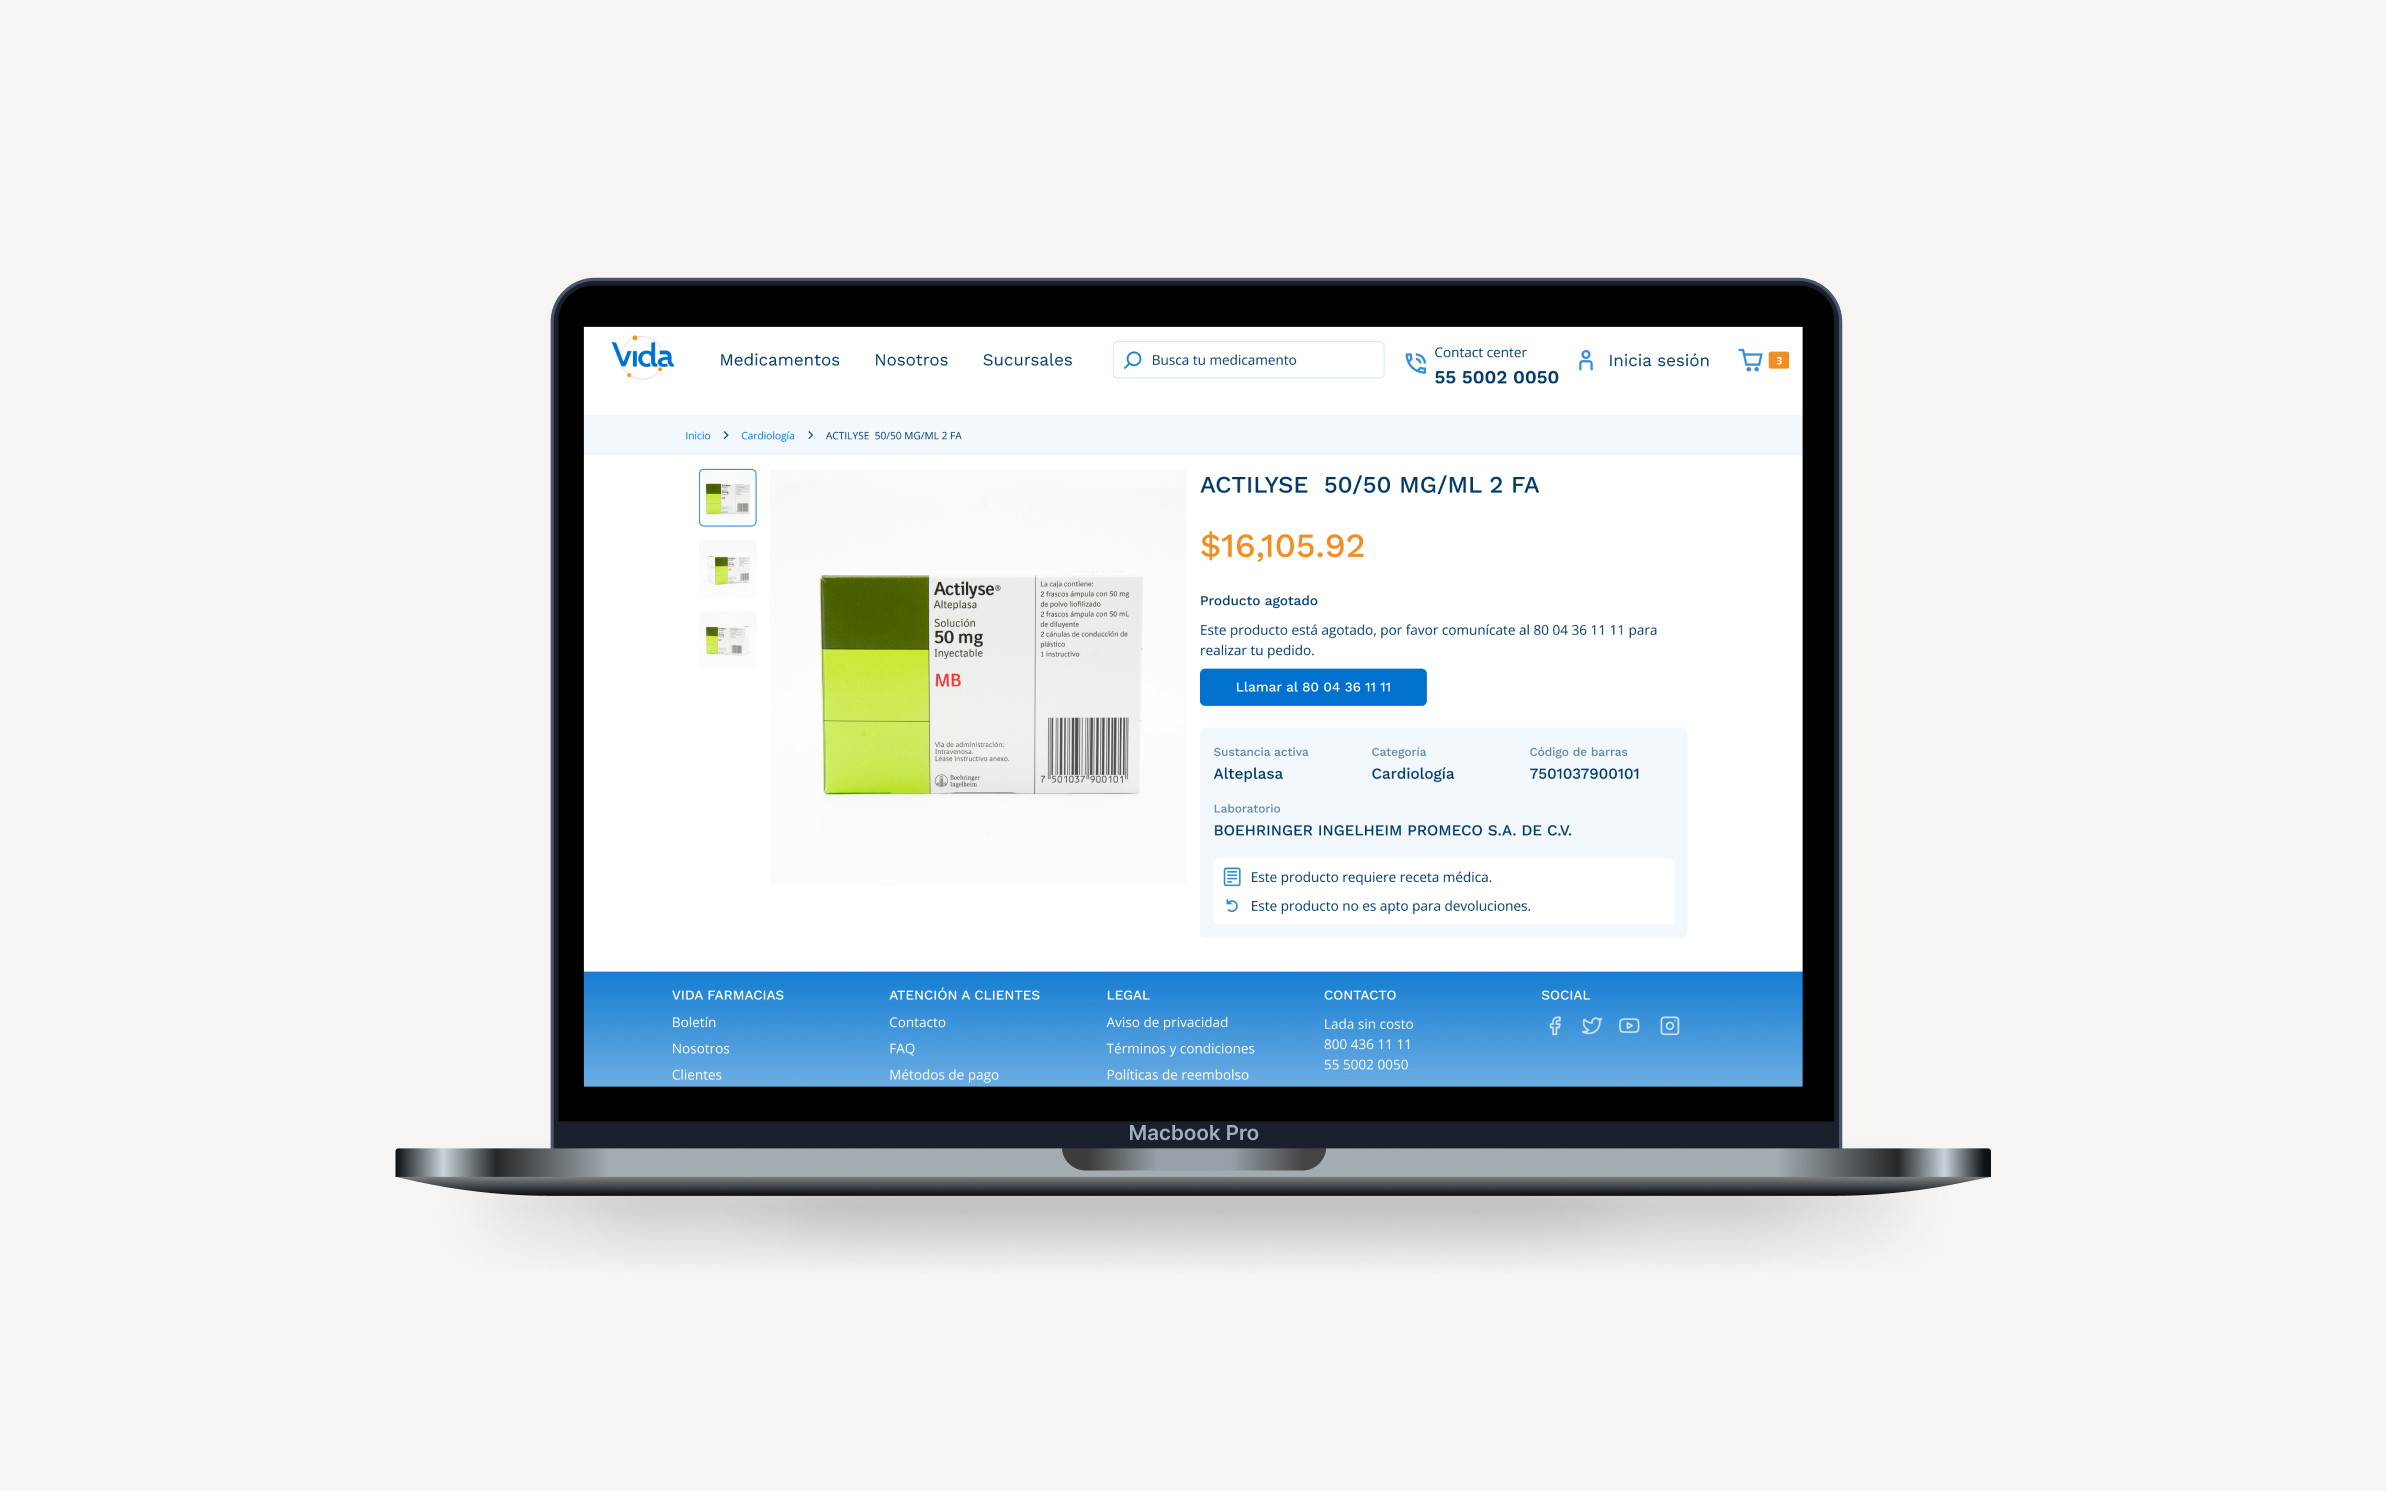 Vida
Medicamentos
Nosotros
Sucursales
Busca tu medicamento
Contact center
55 5002 0050
Inicia sesión
3
Inicio
Cardiología
ACTILYSE 50/50 MG/ML 2 FA
ACTILYSE 50/50 MG/ML 2 FA
$16,105.92
Producto agotado
Este producto está agotado, por favor comunícate al 80 04 36 11 11 para
realizar tu pedido.
Llamar al 80 04 36 11 11
Actilyse®
Alteplasa
Solución
50 mg
Inyectable
MB
Vía de administración:
Intravenosa.
Léase instructivo anexo.
Boehringer
Ingelheim
La caja contiene:
2 frascos ámpula con 50 mg
de polvo liofilizado
2 frascos ámpula con 50 mL
de diluyente
2 cánulas de conducción de
plástico
1 instructivo
7 501037 900101
Sustancia activa
Alteplasa
Categoría
Cardiología
Código de barras
7501037900101
Laboratorio
BOEHRINGER INGELHEIM PROMECO S.A. DE C.V.
Este producto requiere receta médica.
Este producto no es apto para devoluciones.
VIDA FARMACIAS
Boletín
Nosotros
Clientes
ATENCIÓN A CLIENTES
Contacto
FAQ
Métodos de pago
LEGAL
Aviso de privacidad
Términos y condiciones
Políticas de reembolso
CONTACTO
Lada sin costo
800 436 11 11
55 5002 0050
SOCIAL
Macbook Pro